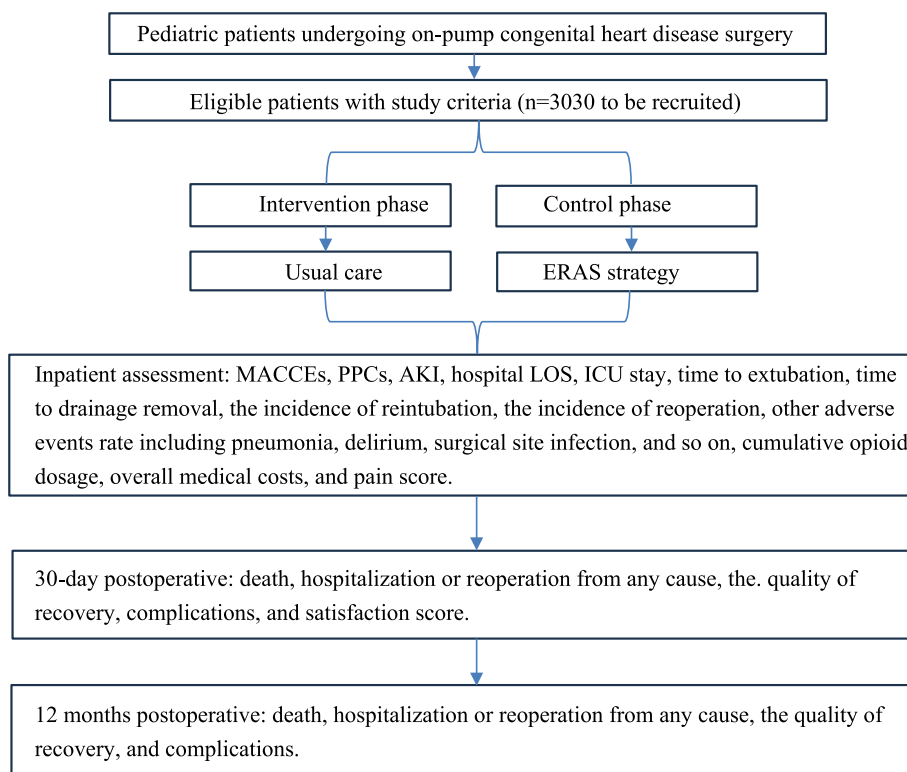 Pediatric patients undergoing on-pump congenital heart disease surgery
Eligible patients with study criteria (n=3030 to be recruited)
Intervention phase
Control phase
Usual care
ERAS strategy
Inpatient assessment: MACCEs, PPCs, AKI, hospital LOS, ICU stay, time to extubation, time
to drainage removal, the incidence of reintubation, the incidence of reoperation, other adverse
events rate including pneumonia, delirium, surgical site infection, and so on, cumulative opioid
dosage, overall medical costs, and pain score.
30-day postoperative: death, hospitalization or reoperation from any cause, the. quality of
recovery, complications, and satisfaction score.
12 months postoperative: death, hospitalization or reoperation from any cause, the quality of
recovery, and complications.